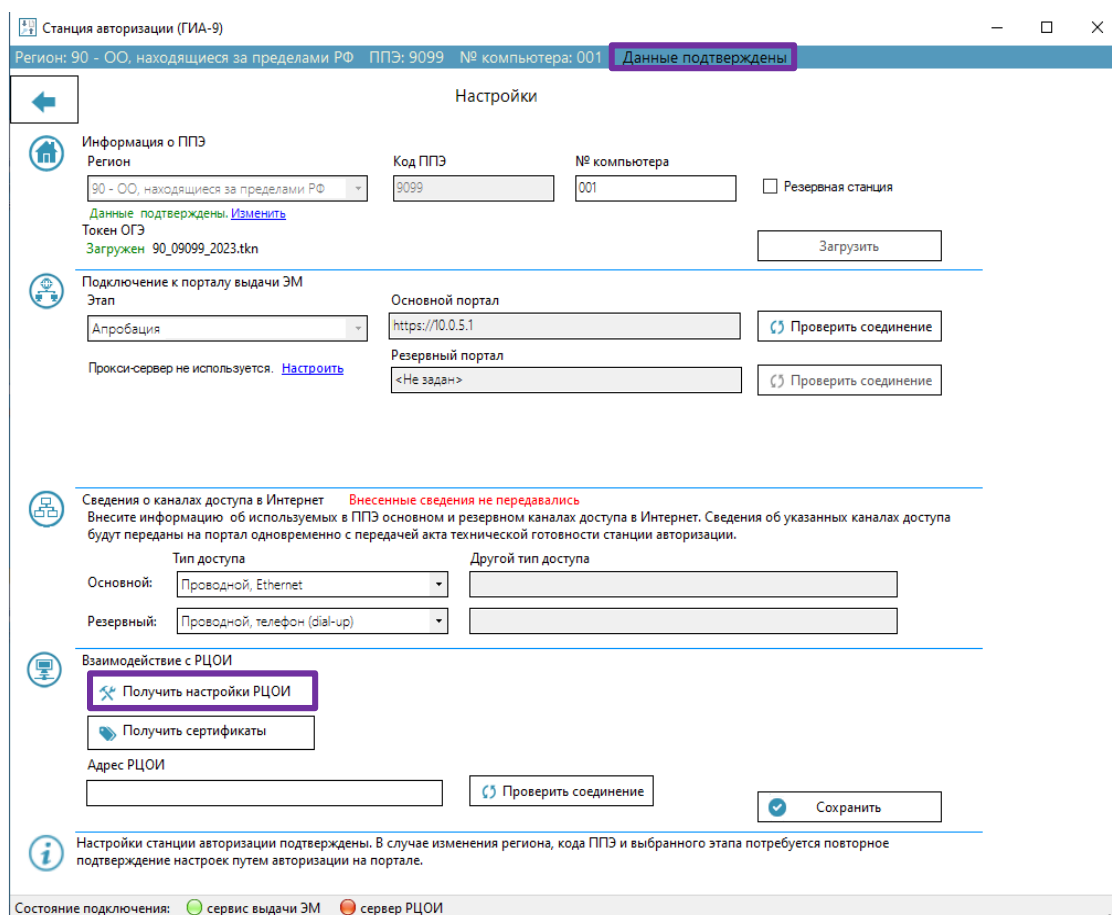 Станция авторизации (ГИА-9)
Регион: 90 - ОО, находящиеся за пределами РФ ППЭ: 9099 № компьютера: 001 Данные подтверждены
Настройки
Информация о ППЭ
Регион Код ППЭ № компьютера
90 - ОО, находящиеся за пределами РФ 9099 001 Резервная станция
Данные подтверждены. Изменить
Токен ОГЭ
Загружен 90_09099_2023.tkn Загрузить
Подключение к порталу выдачи ЭМ
Этап Основной портал
Апробация https://10.0.5.1 Проверить соединение
Резервный портал
Прокси-сервер не используется. Настроить <Не задан> Проверить соединение
Сведения о каналах доступа в Интернет Внесенные сведения не передавались
Внесите информацию об используемых в ППЭ основном и резервном каналах доступа в Интернет. Сведения об указанных каналах доступа
будут переданы на портал одновременно с передачей акта технической готовности станции авторизации.
Тип доступа Другой тип доступа
Основной: Проводной, Ethernet
Резервный: Проводной, телефон (dial-up)
Взаимодействие с РЦОИ
Получить настройки РЦОИ
Получить сертификаты
Адрес РЦОИ
Проверить соединение
Сохранить
Настройки станции авторизации подтверждены. В случае изменения региона, кода ППЭ и выбранного этапа потребуется повторное
подтверждение настроек путем авторизации на портале.
Состояние подключения: сервис выдачи ЭМ сервер РЦОИ